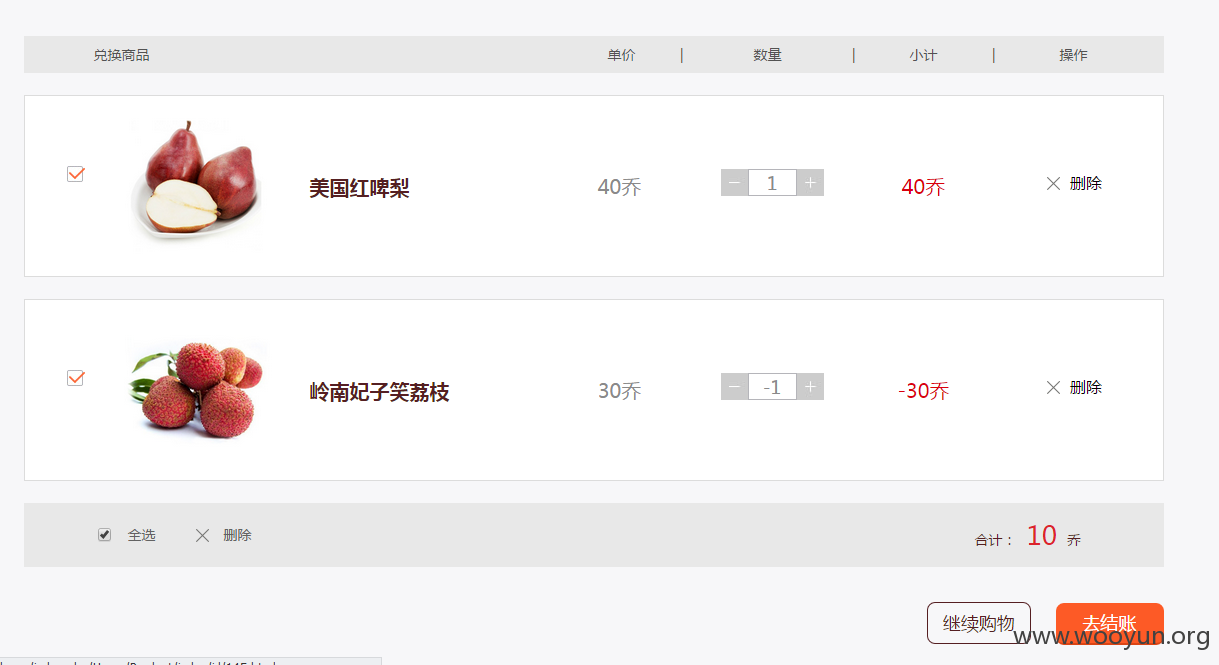 兑换商品 单价 | 数量 | 小计 | 操作
美国红啤梨 40乔 − 1 + 40乔 删除
岭南妃子笑荔枝 30乔 − -1 + -30乔 删除
全选 删除 合计： 10 乔
继续购物 去结账
www.wooyun.org